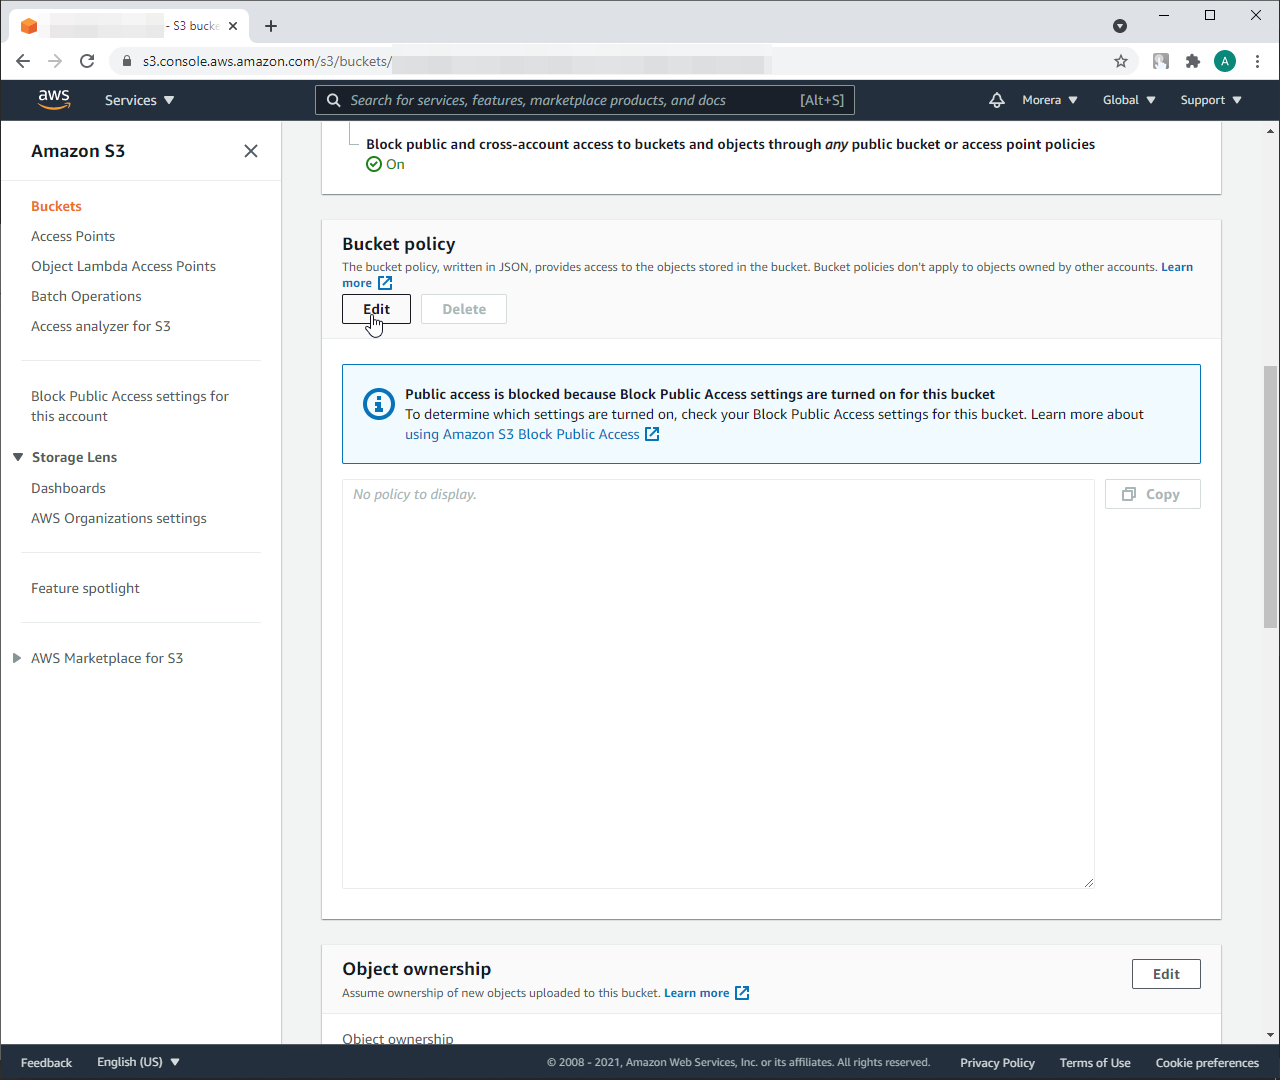 - S3 bucke
s3.console.aws.amazon.com/s3/buckets/
A
aws
Services
Search for services, features, marketplace products, and docs
[Alt+S]
Morera
Global
Support
Amazon S3
Buckets
Access Points
Object Lambda Access Points
Batch Operations
Access analyzer for S3
Block Public Access settings for
this account
Storage Lens
Dashboards
AWS Organizations settings
Feature spotlight
AWS Marketplace for S3
Block public and cross-account access to buckets and objects through any public bucket or access point policies
On
Bucket policy
The bucket policy, written in JSON, provides access to the objects stored in the bucket. Bucket policies don't apply to objects owned by other accounts. Learn
more
Edit
Delete
Public access is blocked because Block Public Access settings are turned on for this bucket
To determine which settings are turned on, check your Block Public Access settings for this bucket. Learn more about
using Amazon S3 Block Public Access
No policy to display.
Copy
Object ownership
Edit
Assume ownership of new objects uploaded to this bucket. Learn more
Object ownership
Feedback
English (US)
© 2008 - 2021, Amazon Web Services, Inc. or its affiliates. All rights reserved.
Privacy Policy
Terms of Use
Cookie preferences